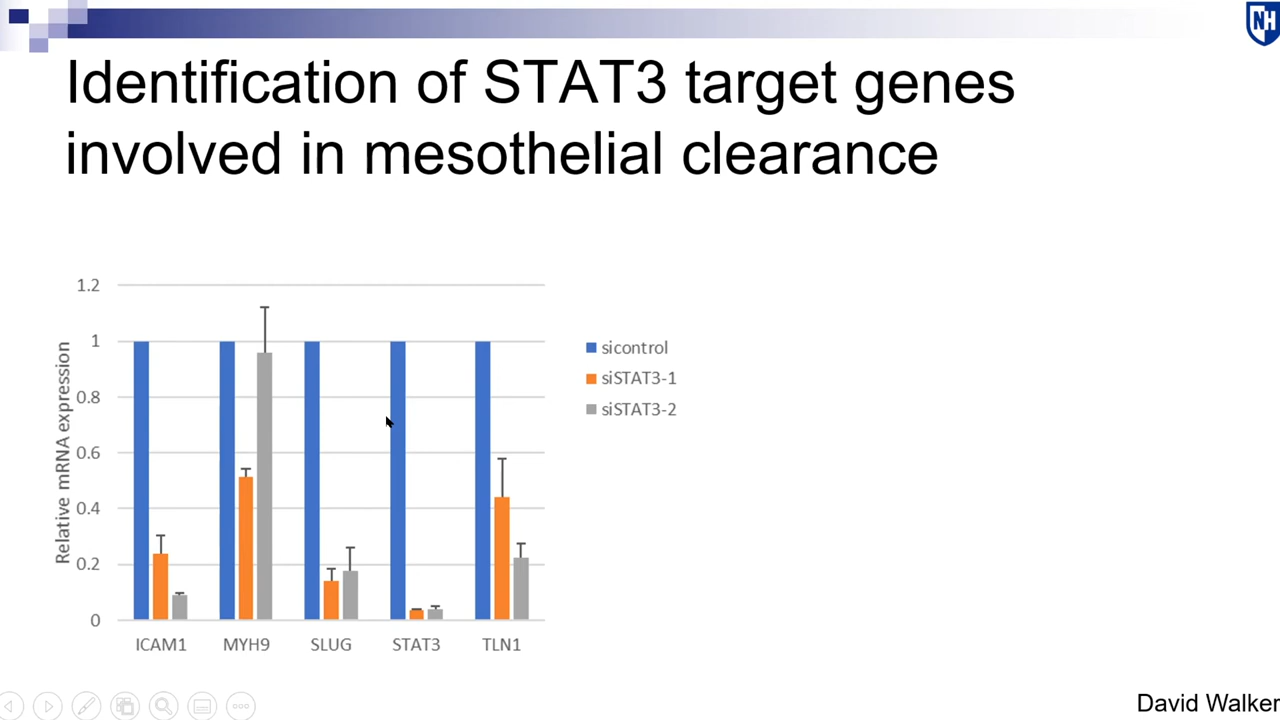 NH
Identification of STAT3 target genes
involved in mesothelial clearance
1.2
1
0.8
0.6
0.4
0.2
0
Relative mRNA expression
ICAM1 MYH9 SLUG STAT3 TLN1
sicontrol
siSTAT3-1
siSTAT3-2
David Walker